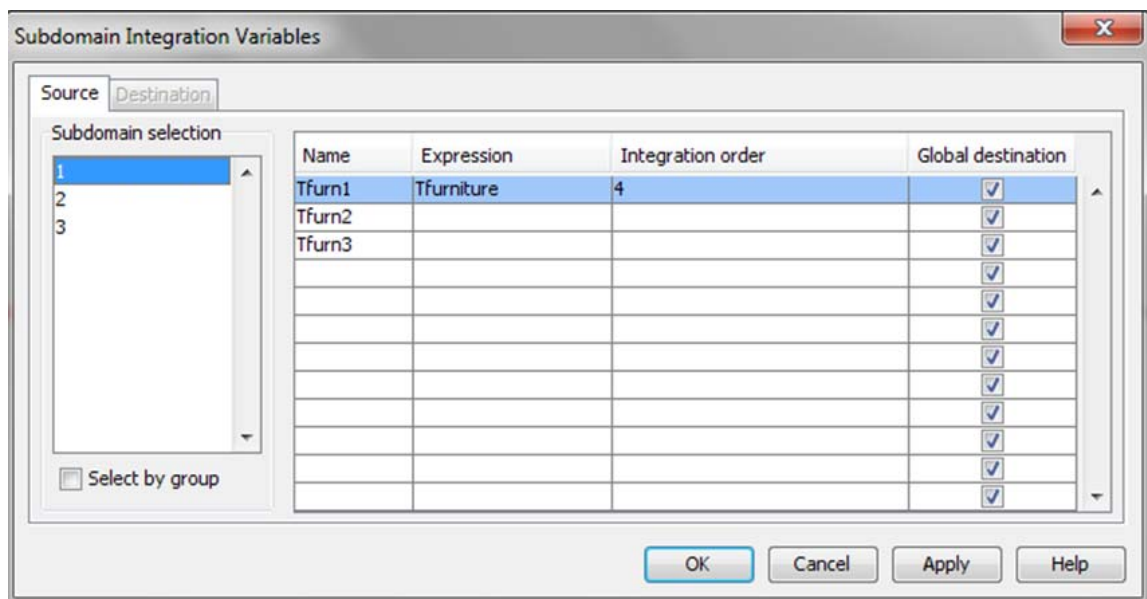 Subdomain Integration Variables
Source Destination
Subdomain selection
1
2
3
Select by group
Name Expression Integration order Global destination
Tfurn1 Tfurniture 4
Tfurn2
Tfurn3
OK Cancel Apply Help